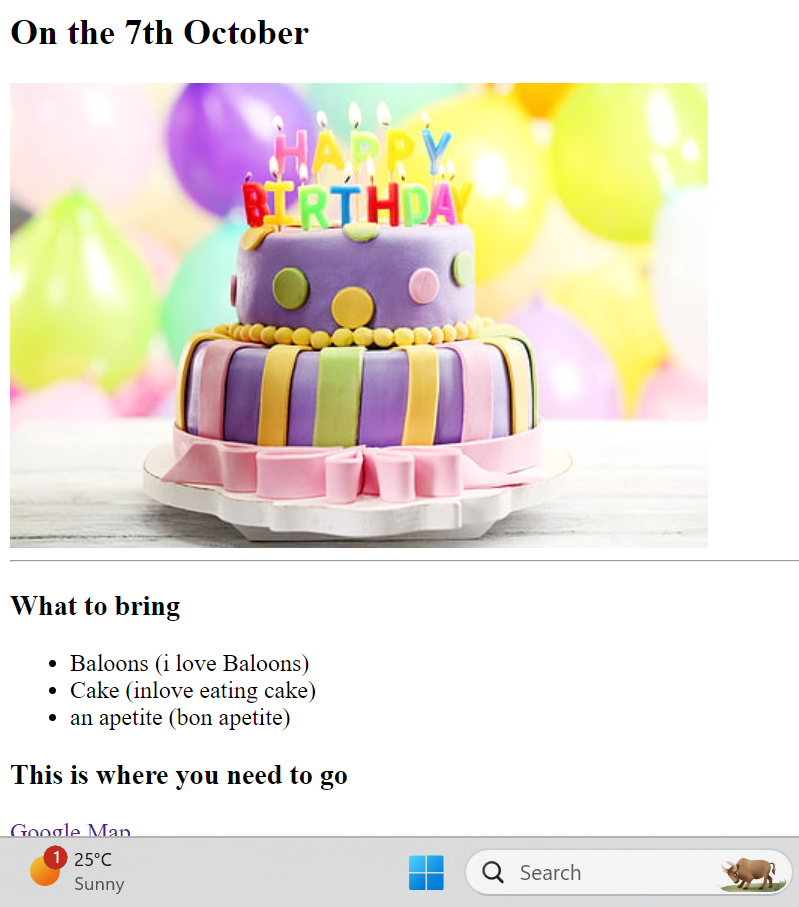 On the 7th October
HAPPY
BIRTHDAY
What to bring
Baloons (i love Baloons)
Cake (inlove eating cake)
an apetite (bon apetite)
This is where you need to go
Google Map
1
25°C
Sunny
Search